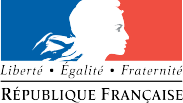 Liberté • Égalité • Fraternité
RÉPUBLIQUE FRANÇAISE